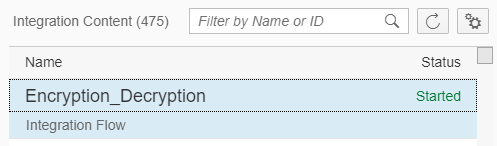 Integration Content (475) Filter by Name or ID
Name Status
Encryption_Decryption Started
Integration Flow